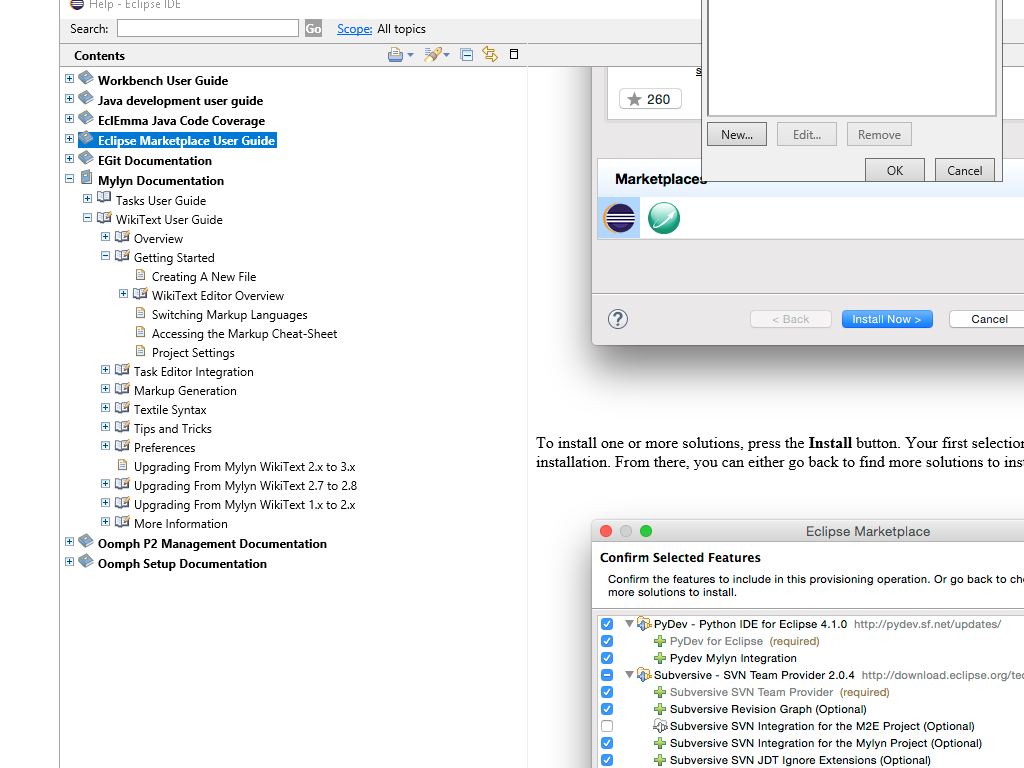 Help - Eclipse IDE
Search:
Go
Scope: All topics
Contents
Workbench User Guide
Java development user guide
EclEmma Java Code Coverage
Eclipse Marketplace User Guide
EGit Documentation
Mylyn Documentation
Tasks User Guide
WikiText User Guide
Overview
Getting Started
Creating A New File
WikiText Editor Overview
Switching Markup Languages
Accessing the Markup Cheat-Sheet
Project Settings
Task Editor Integration
Markup Generation
Textile Syntax
Tips and Tricks
Preferences
Upgrading From Mylyn WikiText 2.x to 3.x
Upgrading From Mylyn WikiText 2.7 to 2.8
Upgrading From Mylyn WikiText 1.x to 2.x
More Information
Oomph P2 Management Documentation
Oomph Setup Documentation
260
New...
Edit...
Remove
OK
Cancel
Marketplaces
?
< Back
Install Now >
Cancel
To install one or more solutions, press the Install button. Your first selection
installation. From there, you can either go back to find more solutions to
Eclipse Marketplace
Confirm Selected Features
Confirm the features to include in this provisioning operation. Or go back to
more solutions to install.
PyDev - Python IDE for Eclipse 4.1.0 http://pydev.sf.net/updates/
PyDev for Eclipse (required)
Pydev Mylyn Integration
Subversive - SVN Team Provider 2.0.4 http://download.eclipse.org/
Subversive SVN Team Provider (required)
Subversive Revision Graph (Optional)
Subversive SVN Integration for the M2E Project (Optional)
Subversive SVN Integration for the Mylyn Project (Optional)
Subversive SVN JDT Ignore Extensions (Optional)